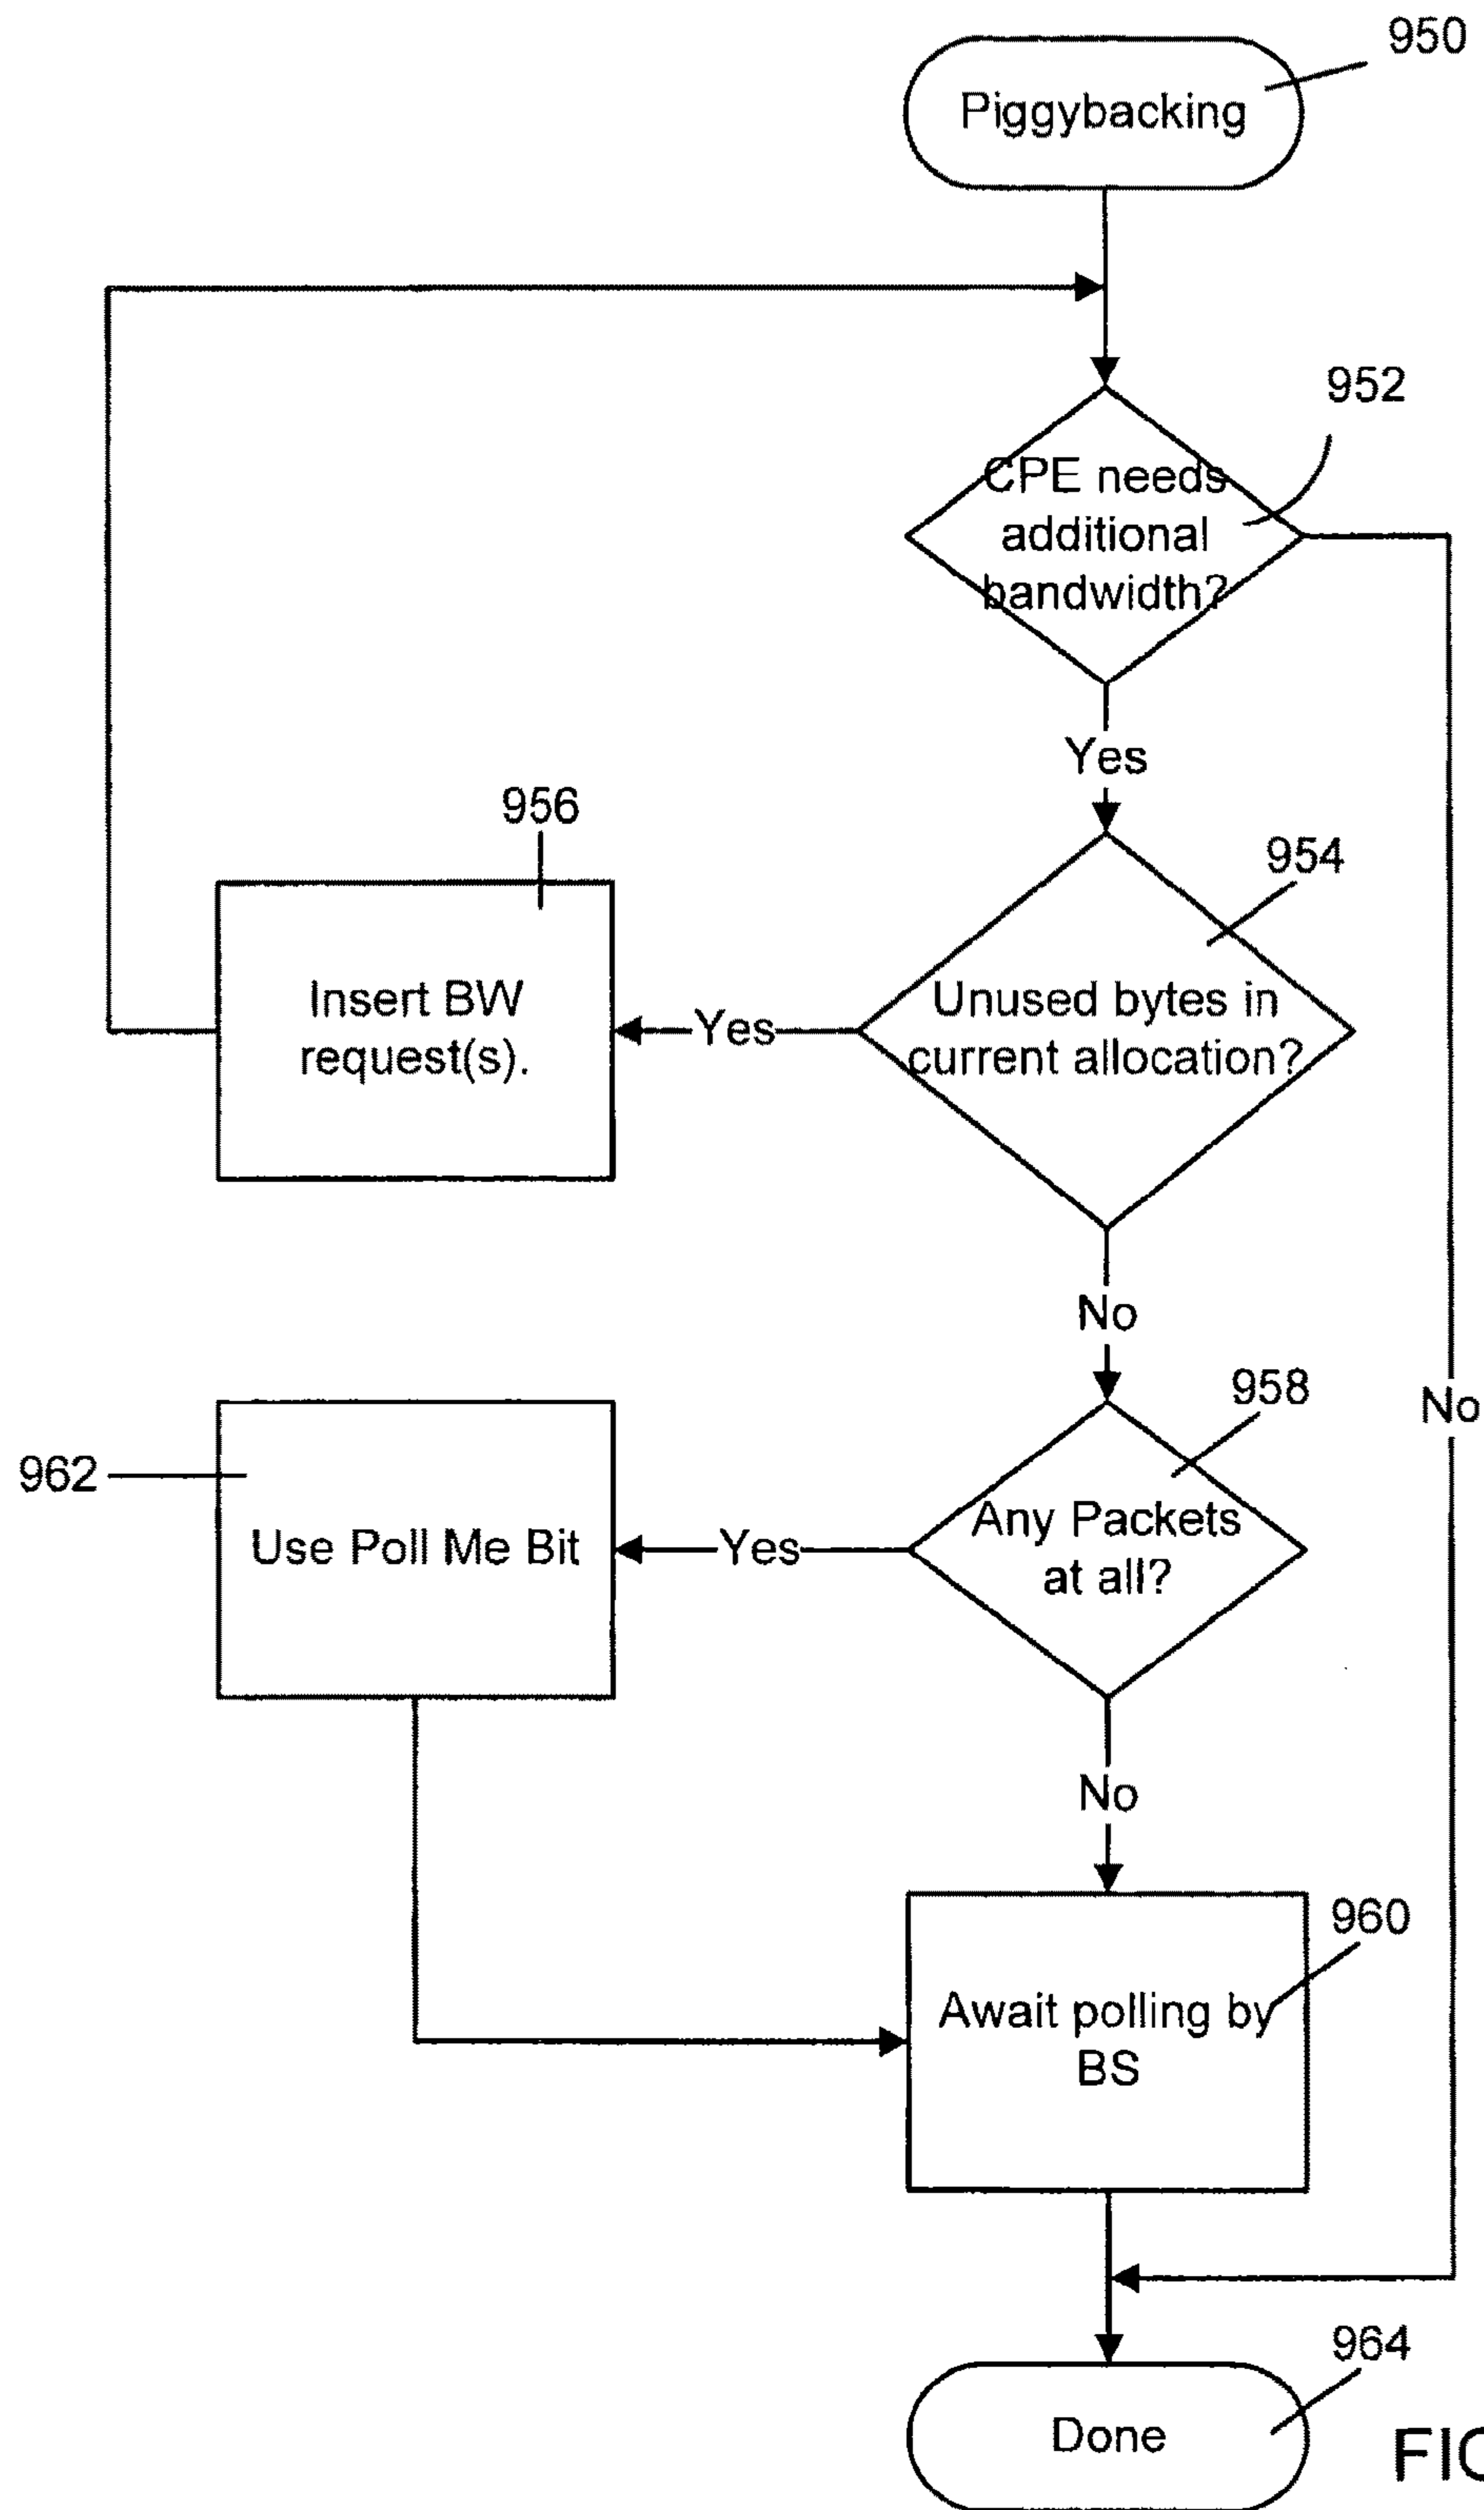 950
Piggybacking
952
CPE needs
additional
bandwidth?
Yes
956
954
Insert BW
request(s).
Yes
Unused bytes in
current allocation?
No
958
No
962
Use Poll Me Bit
Yes
Any Packets
at all?
No
960
Await polling by
BS
964
Done